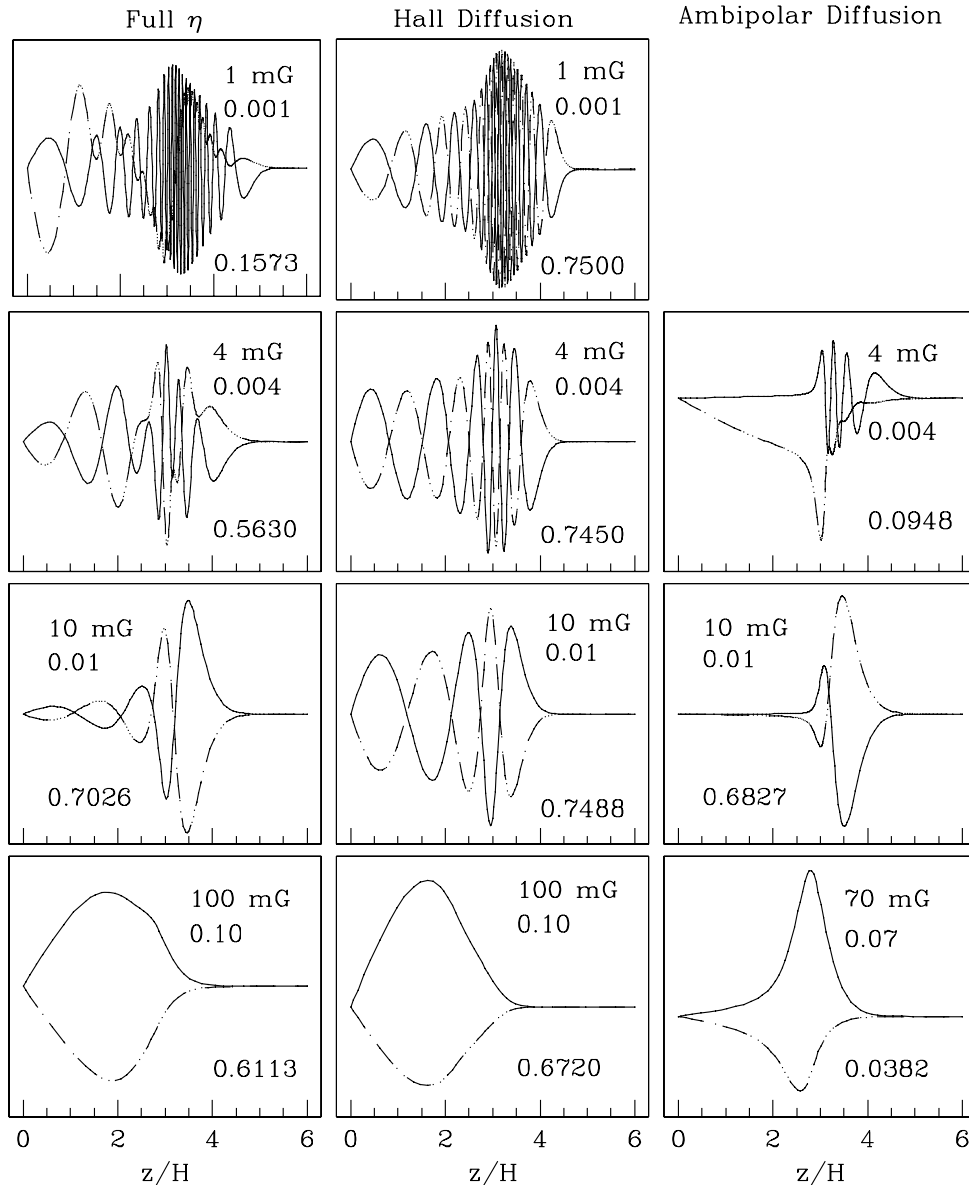 Full η
Hall Diffusion
Ambipolar Diffusion
1 mG
0.001
0.1573
1 mG
0.001
0.7500
4 mG
0.004
0.5630
4 mG
0.004
0.7450
4 mG
0.004
0.0948
10 mG
0.01
0.7026
10 mG
0.01
0.7488
10 mG
0.01
0.6827
100 mG
0.10
0.6113
100 mG
0.10
0.6720
70 mG
0.07
0.0382
0 2 4 6
0 2 4 6
0 2 4 6
z/H
z/H
z/H